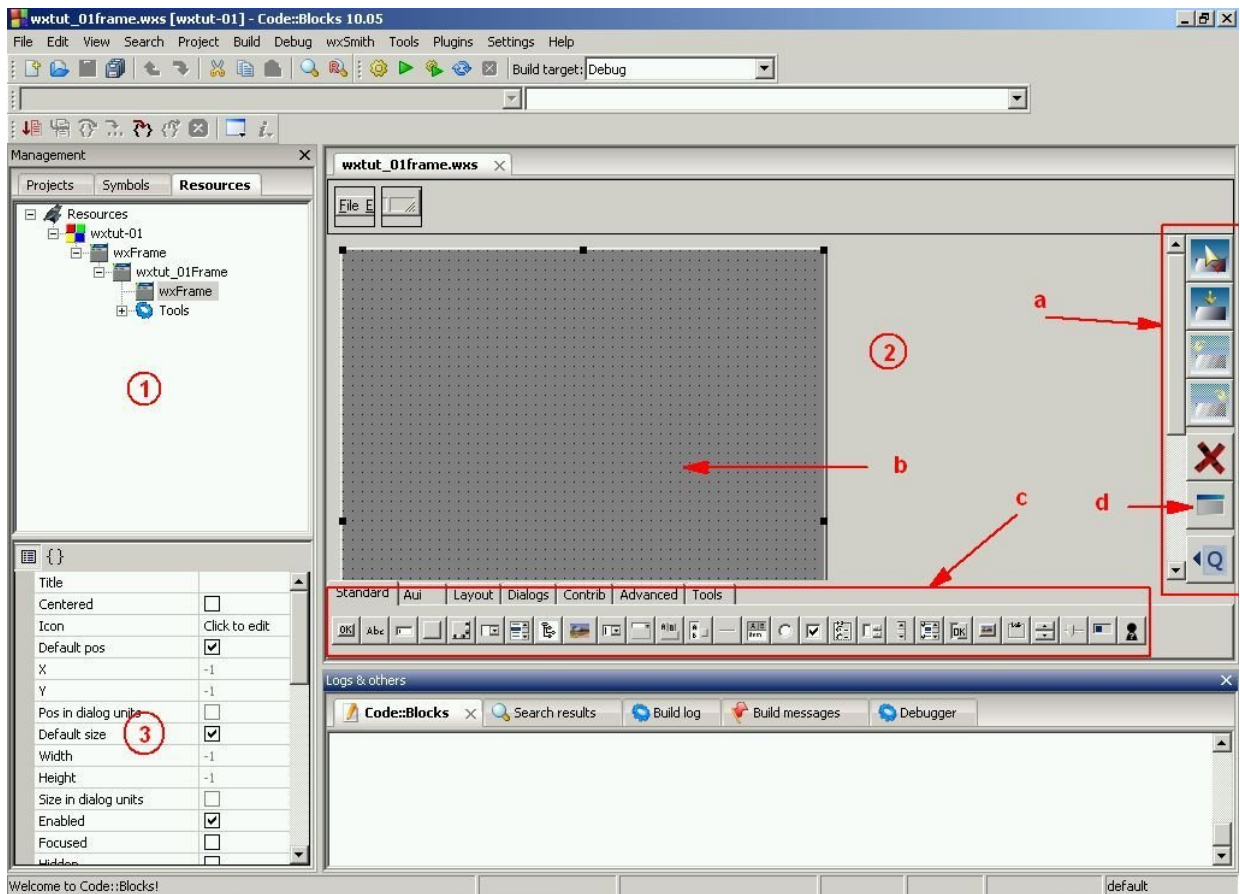 wxtut_01frame.wxs [wxtut-01] - Code::Blocks 10.05
File Edit View Search Project Build Debug wxSmith Tools Plugins Settings Help
Build target: Debug
Management
Projects Symbols Resources
Resources
wxtut-01
wxFrame
wxtut_01Frame
wxFrame
Tools
1
{}
Title
Centered
Icon Click to edit
Default pos
X -1
Y -1
Pos in dialog units
Default size
3
Width -1
Height -1
Size in dialog units
Enabled
Focused
Hidden
wxtut_01frame.wxs
File E
2
a
b
c
d
Q
Standard Aui Layout Dialogs Contrib Advanced Tools
OK Abc
Logs & others
Code::Blocks Search results Build log Build messages Debugger
Welcome to Code::Blocks!
default